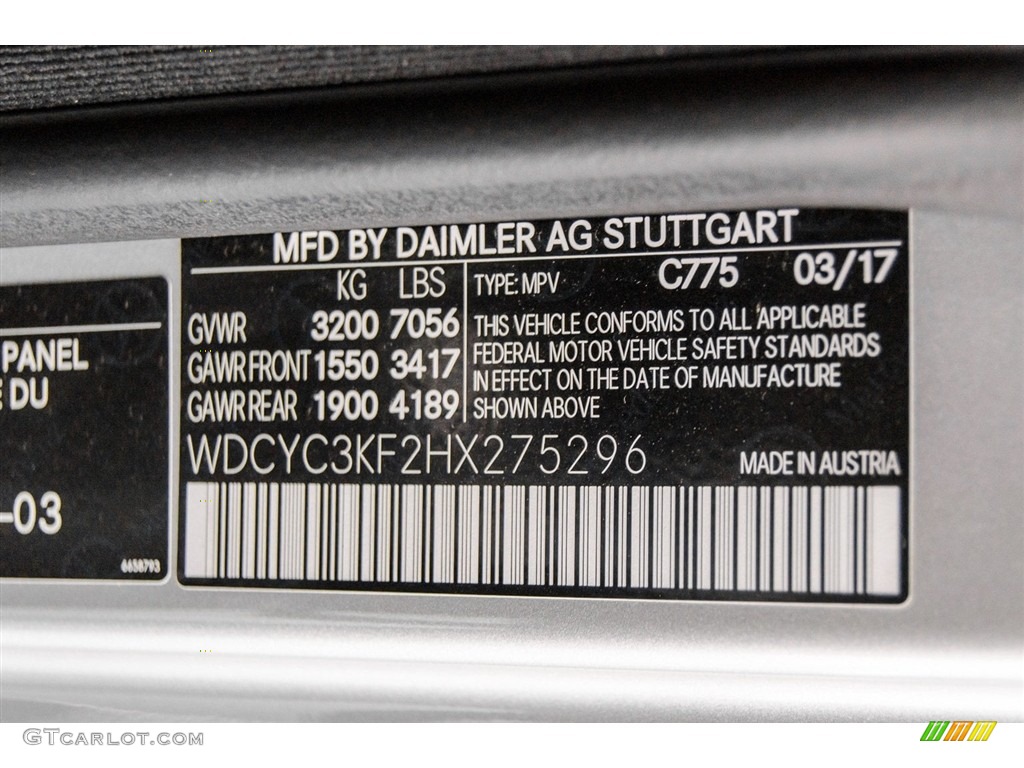 MFD BY DAIMLER AG STUTTGART
KG LBS
GVWR 3200 7056
GAWR FRONT 1550 3417
GAWR REAR 1900 4189
TYPE: MPV C775 03/17
THIS VEHICLE CONFORMS TO ALL APPLICABLE
FEDERAL MOTOR VEHICLE SAFETY STANDARDS
IN EFFECT ON THE DATE OF MANUFACTURE
SHOWN ABOVE
WDCYC3KF2HX275296 MADE IN AUSTRIA
PANEL
DU
-03
6650793
GTCARLOT.COM